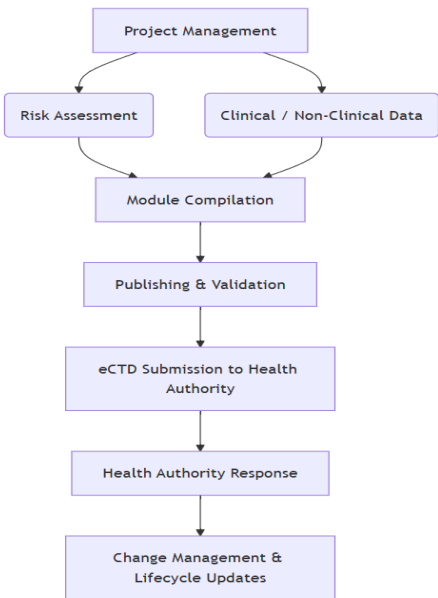 Project Management
Risk Assessment
Clinical / Non-Clinical Data
Module Compilation
Publishing & Validation
eCTD Submission to Health
Authority
Health Authority Response
Change Management &
Lifecycle Updates